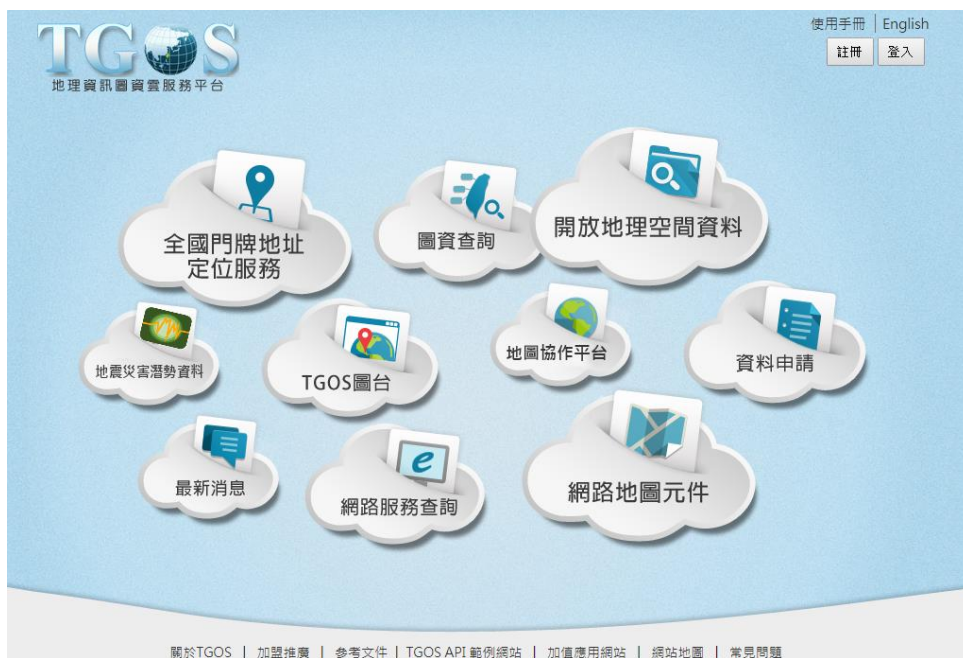 使用手冊 | English
TGOS
註冊 登入
地理資訊圖資雲服務平台
全國門牌地址
定位服務
圖資查詢
開放地理空間資料
地震災害潛勢資料
TGOS圖台
地圖協作平台
資料申請
最新消息
網路服務查詢
網路地圖元件
關於TGOS | 加盟推廣 | 參考文件 | TGOS API 範例網站 | 加值應用網站 | 網站地圖 | 常見問題